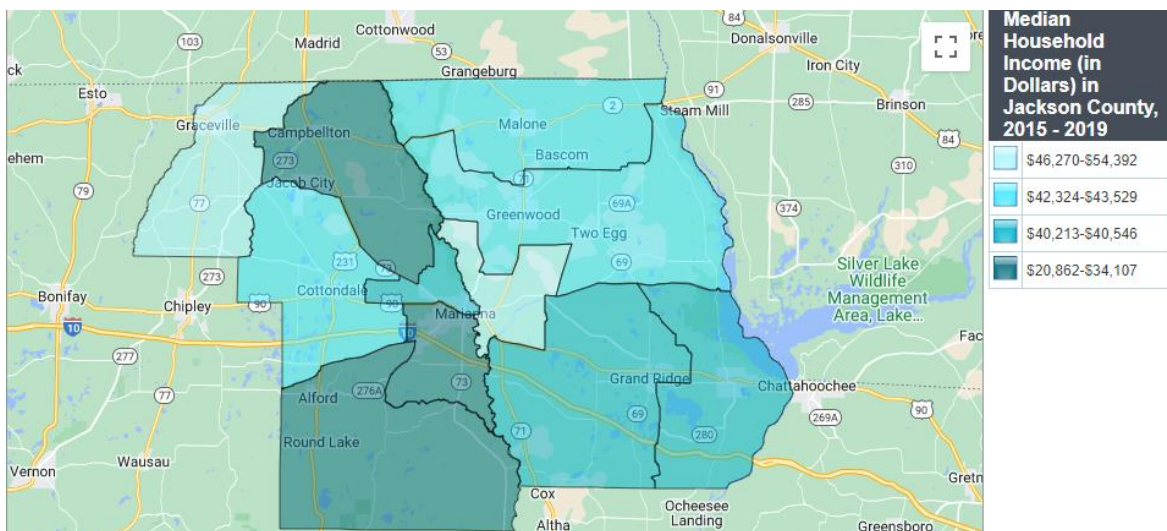 84
Cottonwood
Donalsonville
103
Madrid
53
Iron City
ck
Grangeburg
Esto
2
91
Steam Mill
285
Brinson
Graceville
Malone
84
Campbellton
Bascom
hem
273
310
79
Jacob City
71
77
69A
374
Greenwood
Two Egg
231
73
69
Silver Lake
Wildlife
Management
Area, Lake...
273
Bonifay
Chipley
90
Cottondale
90
Marianna
10
10
Fac
277
Grand Ridge
Chattahoochee
73
276A
77
Alford
69
269A
90
71
280
Round Lake
Vernon
Wausau
Gretn
Cox
Ocheesee
Landing
Altha
Greensboro
Median
Household
Income (in
Dollars) in
Jackson County,
2015 - 2019
$46,270-$54,392
$42,324-$43,529
$40,213-$40,546
$20,862-$34,107